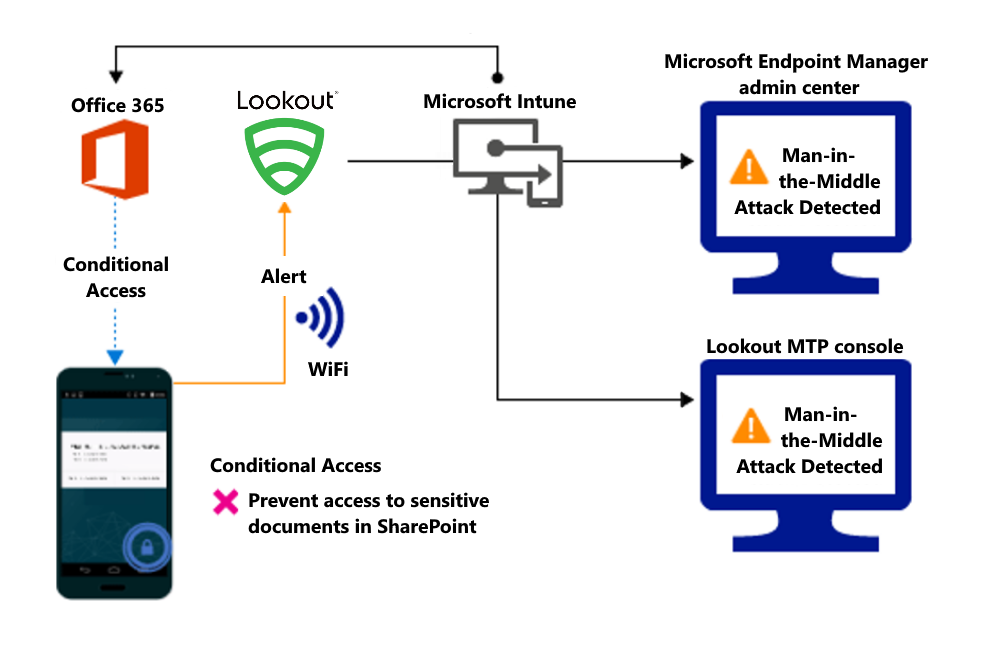 Microsoft Endpoint Manager
admin center
Office 365
Lookout
Microsoft Intune
Man-in-
the-Middle
Attack Detected
Conditional
Access
Alert
WiFi
Lookout MTP console
Man-in-
the-Middle
Attack Detected
Conditional Access
Prevent access to sensitive
documents in SharePoint